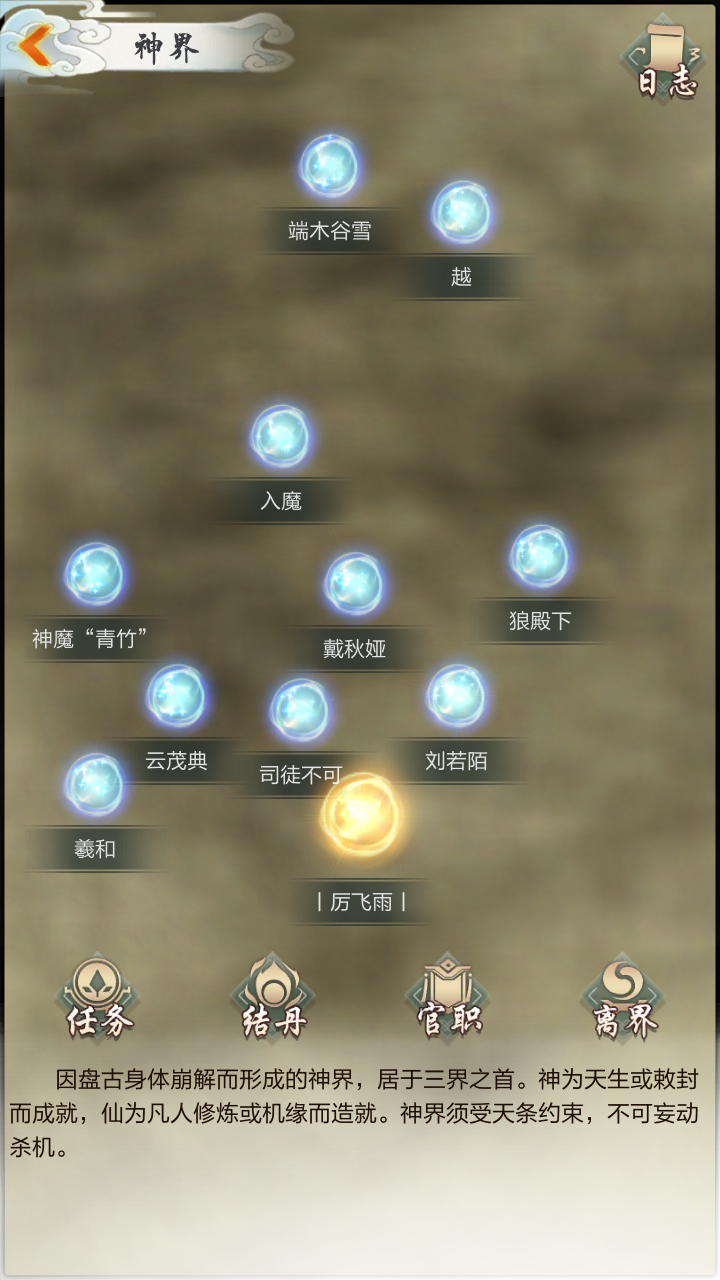 神界
日志
端木谷雪
越
入魔
狼殿下
神魔“青竹”
戴秋娅
云茂典
司徒不可
刘若陌
羲和
丨厉飞雨丨
任务
结丹
官职
离界
因盘古身体崩解而形成的神界，居于三界之首。神为天生或敕封
而成就，仙为凡人修炼或机缘而造就。神界须受天条约束，不可妄动
杀机。